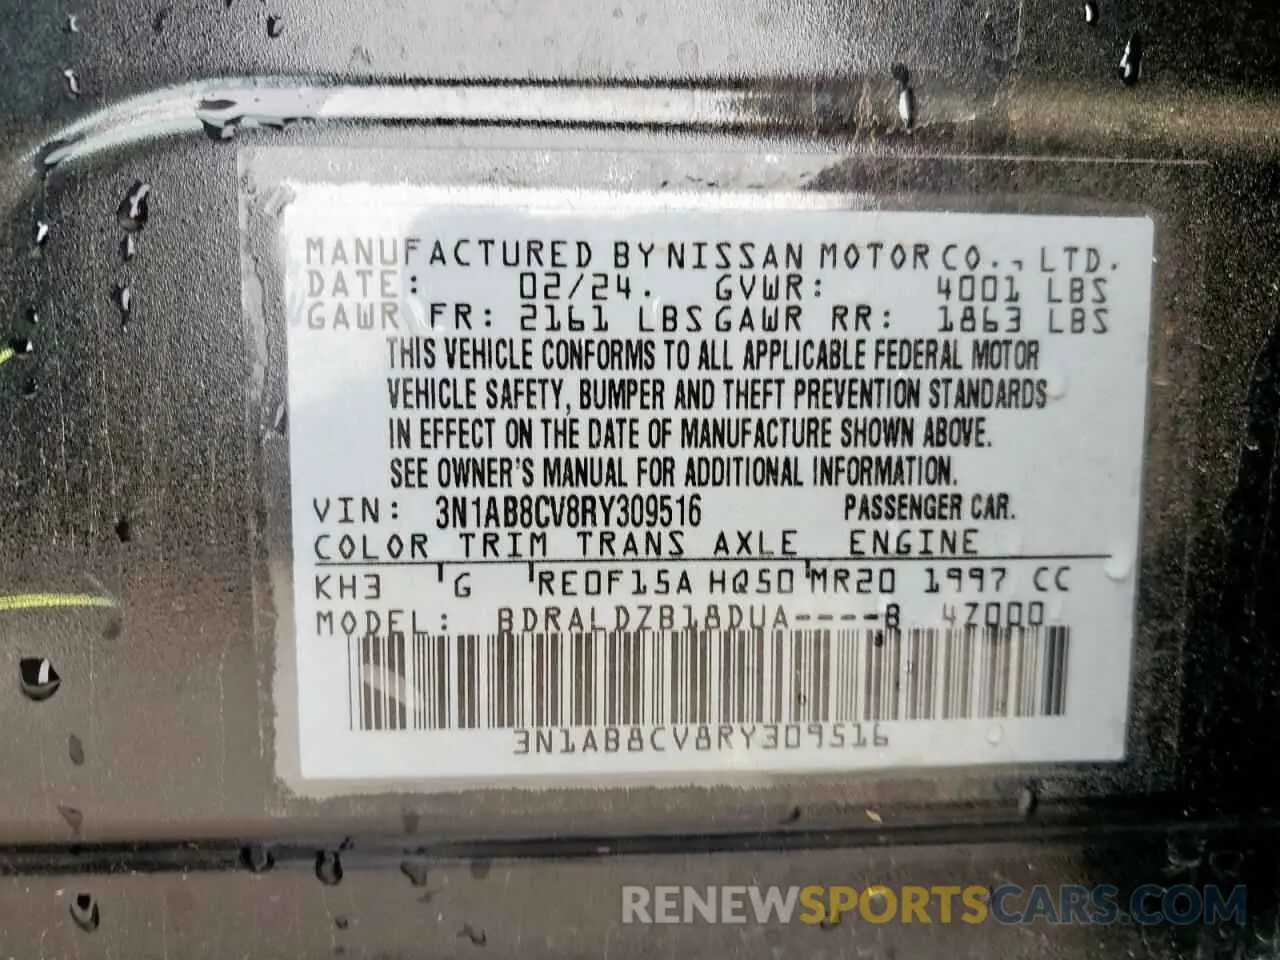 MANUFACTURED BY NISSAN MOTOR CO., LTD.
DATE: 02/24. GVWR: 4001 LBS
GAWR FR: 2161 LBS GAWR RR: 1863 LBS
THIS VEHICLE CONFORMS TO ALL APPLICABLE FEDERAL MOTOR
VEHICLE SAFETY, BUMPER AND THEFT PREVENTION STANDARDS
IN EFFECT ON THE DATE OF MANUFACTURE SHOWN ABOVE.
SEE OWNER'S MANUAL FOR ADDITIONAL INFORMATION.
VIN: 3N1AB8CV8RY309516 PASSENGER CAR.
COLOR TRIM TRANS AXLE ENGINE
KH3 G RE0F15A HQ50 MR20 1997 CC
MODEL: BDRALDZB18DUA----B 4Z000
3N1AB8CV8RY309516
RENEWSPORTSCARS.COM